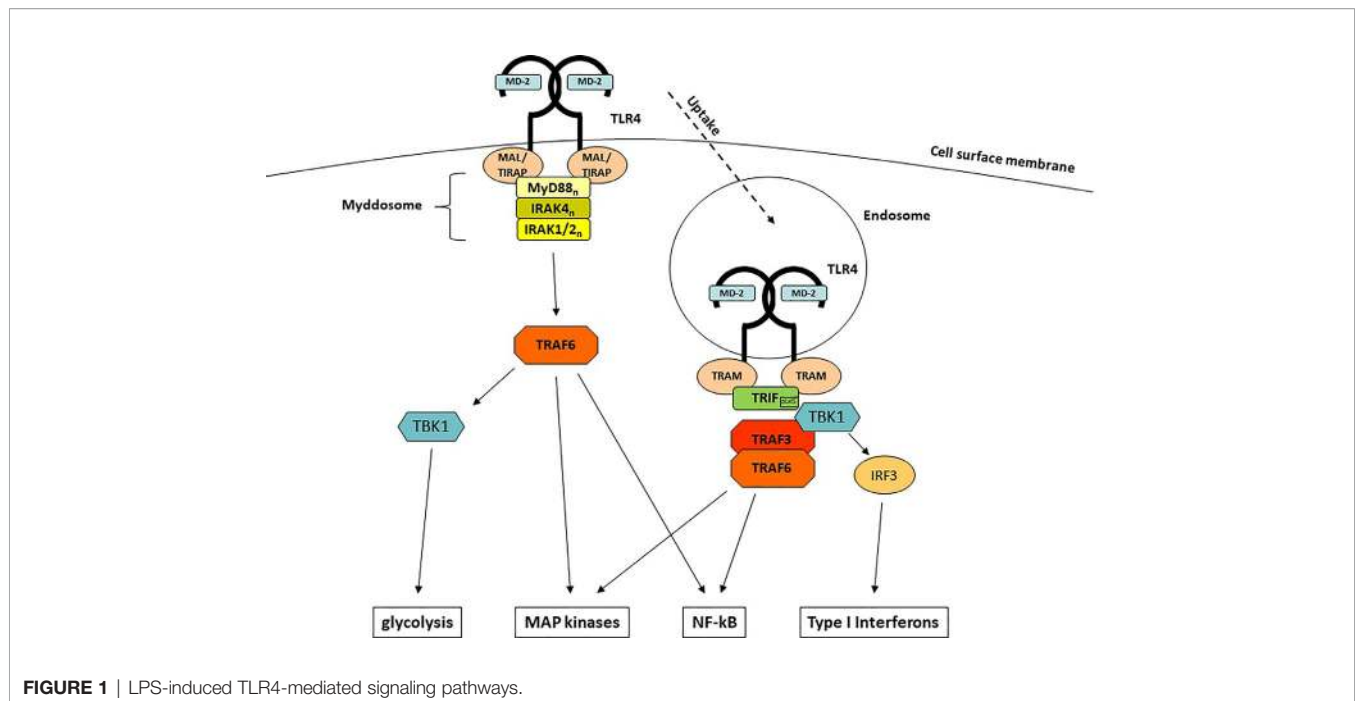 MD-2
MD-2
TLR4
Uptake
Cell surface membrane
MAL/
TIRAP
MAL/
TIRAP
Myddosome
MyD88n
IRAK4n
IRAK1/2n
Endosome
TLR4
MD-2
MD-2
TRAF6
TRAM
TRAM
TRIF
TBK1
TBK1
TRAF3
TRAF6
IRF3
glycolysis
MAP kinases
NF-kB
Type I Interferons
FIGURE 1 | LPS-induced TLR4-mediated signaling pathways.